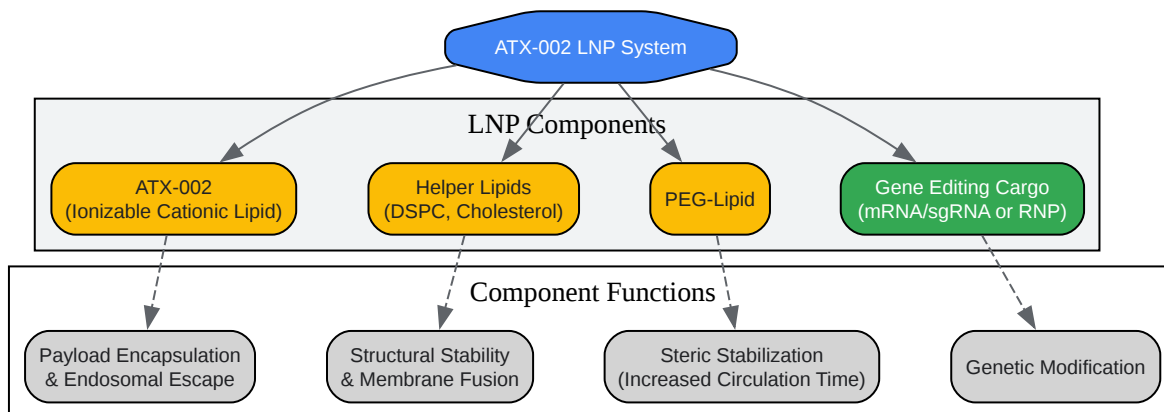 ATX-002 LNP System
LNP Components
ATX-002
(Ionizable Cationic Lipid)
Helper Lipids
(DSPC, Cholesterol)
PEG-Lipid
Gene Editing Cargo
(mRNA/sgRNA or RNP)
Component Functions
Payload Encapsulation
& Endosomal Escape
Structural Stability
& Membrane Fusion
Steric Stabilization
(Increased Circulation Time)
Genetic Modification